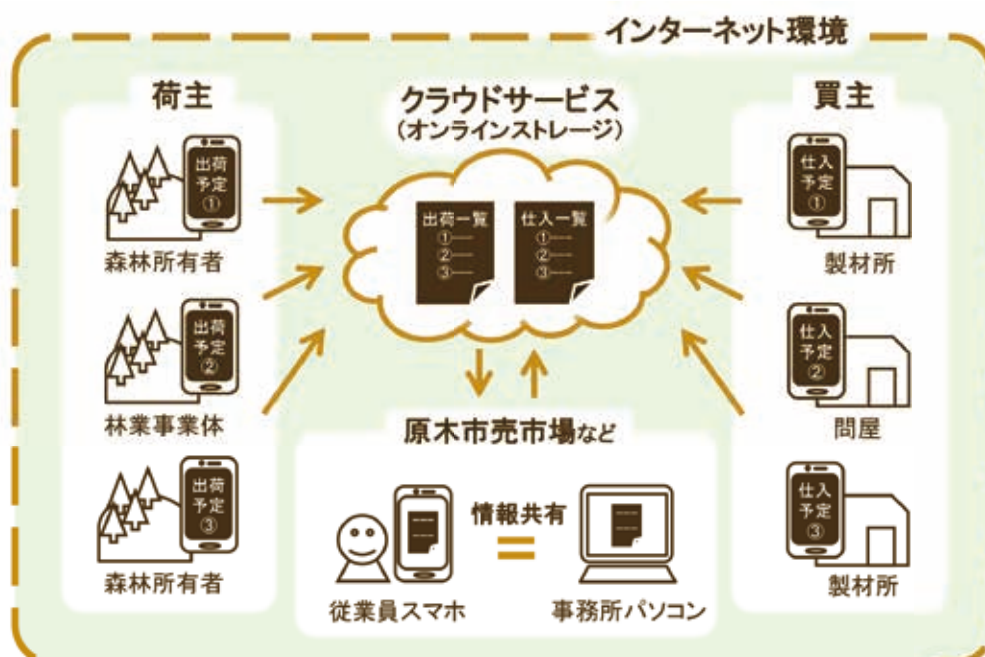 インターネット環境
荷主
出荷
予定
①
森林所有者
出荷
予定
②
林業事業体
出荷
予定
③
森林所有者
クラウドサービス
(オンラインストレージ)
出荷一覧
①
②
③
仕入一覧
①
②
③
原木市売市場など
情報共有
従業員スマホ
事務所パソコン
買主
仕入
予定
①
製材所
仕入
予定
②
問屋
仕入
予定
③
製材所